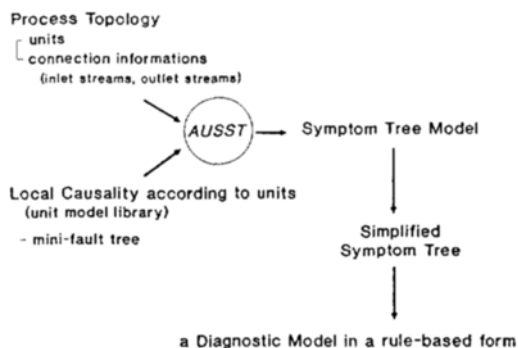 Process Topology
units
connection informations
(inlet streams, outlet streams)
AUSST
Symptom Tree Model
Local Causality according to units
(unit model library)
- mini-fault tree
Simplified
Symptom Tree
a Diagnostic Model in a rule-based form